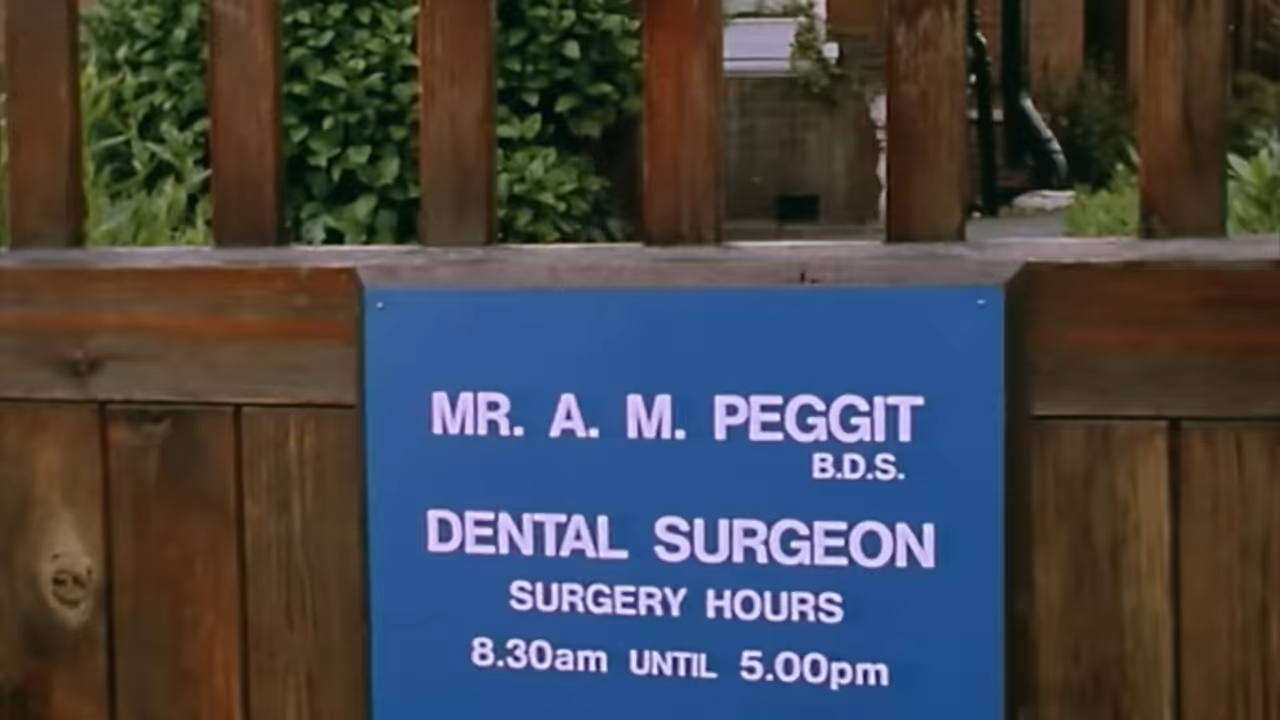 MR. A. M. PEGGIT
B.D.S.
DENTAL SURGEON
SURGERY HOURS
8.30am UNTIL 5.00pm